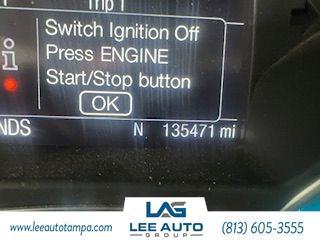 Trip 1
Switch Ignition Off
Press ENGINE
Start/Stop button
OK
NDS N 135471 mi
LAG
LEE AUTO
GROUP
www.leeautotampa.com
(813) 605-3555